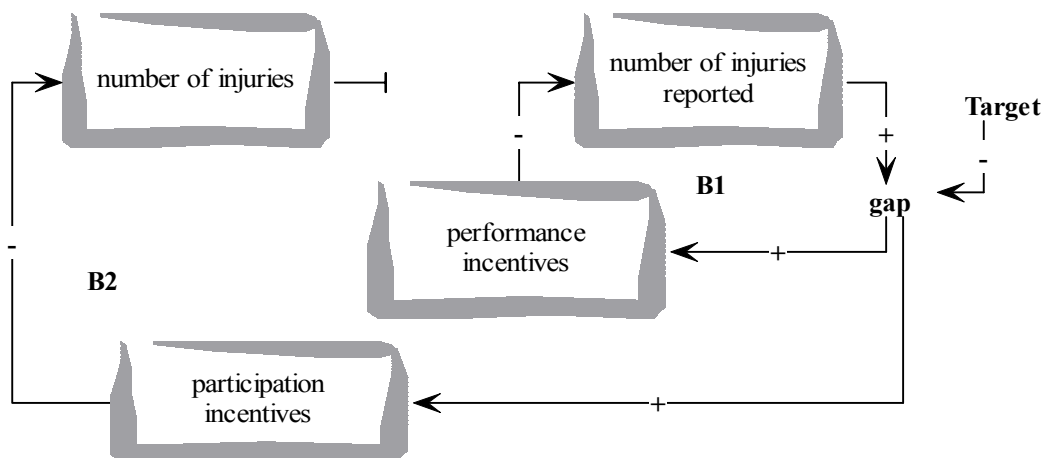 number of injuries
number of injuries
reported
Target
-
+
-
B1
gap
performance
incentives
+
-
B2
participation
incentives
+